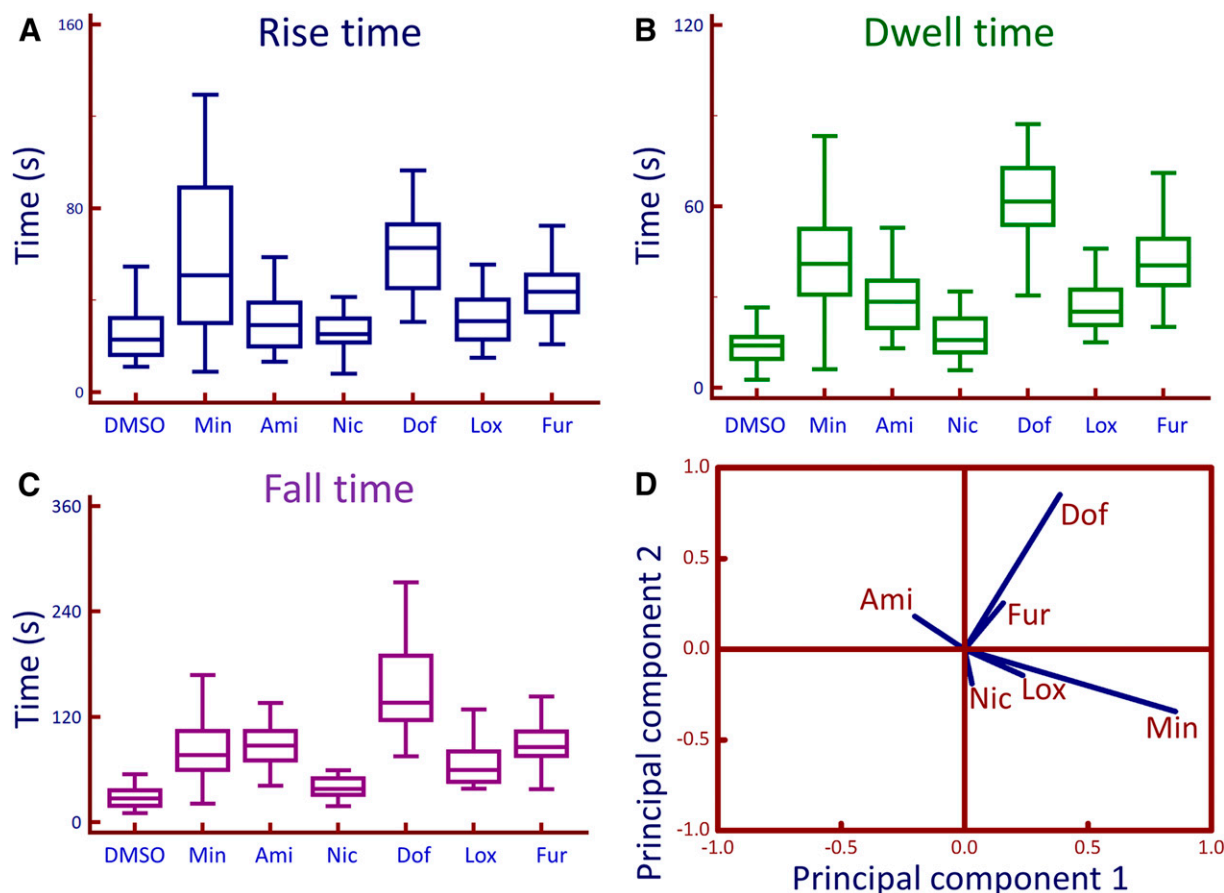 A
Rise time
Time (s)
160
80
0
DMSO Min Ami Nic Dof Lox Fur
B
Dwell time
Time (s)
120
60
0
DMSO Min Ami Nic Dof Lox Fur
C
Fall time
Time (s)
360
240
120
0
DMSO Min Ami Nic Dof Lox Fur
D
Principal component 2
1.0
0.5
0.0
-0.5
-1.0
Dof
Ami
Fur
Nic
Lox
Min
-1.0 -0.5 0.0 0.5 1.0
Principal component 1